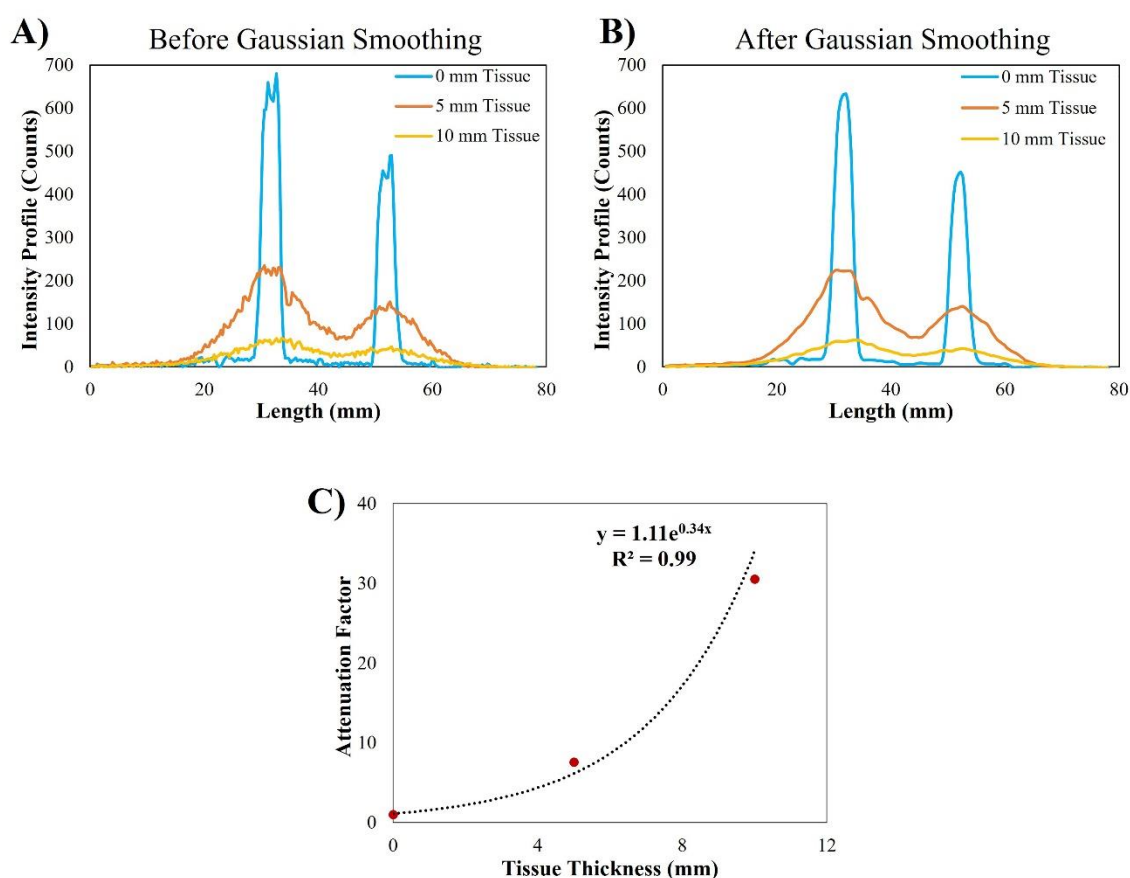 A) Before Gaussian Smoothing
700
600
500
400
300
200
100
0
0 20 40 60 80
Intensity Profile (Counts)
Length (mm)
0 mm Tissue
5 mm Tissue
10 mm Tissue
B) After Gaussian Smoothing
700
600
500
400
300
200
100
0
0 20 40 60 80
Intensity Profile (Counts)
Length (mm)
0 mm Tissue
5 mm Tissue
10 mm Tissue
C)
40
30
20
10
0
0 4 8 12
Attenuation Factor
Tissue Thickness (mm)
y = 1.11e^0.34x
R² = 0.99